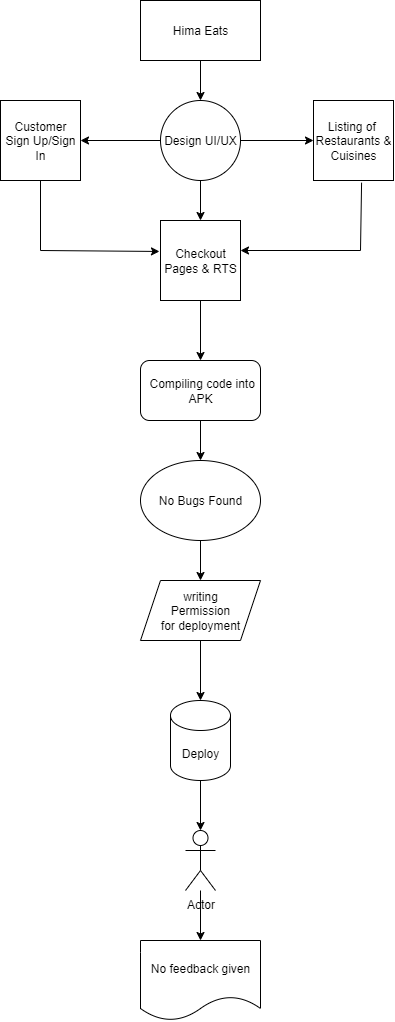 Hima Eats
Customer
Sign Up/Sign
In
Design UI/UX
Listing of
Restaurants &
Cuisines
Checkout
Pages & RTS
Compiling code into
APK
No Bugs Found
writing
Permission
for deployment
Deploy
Actor
No feedback given